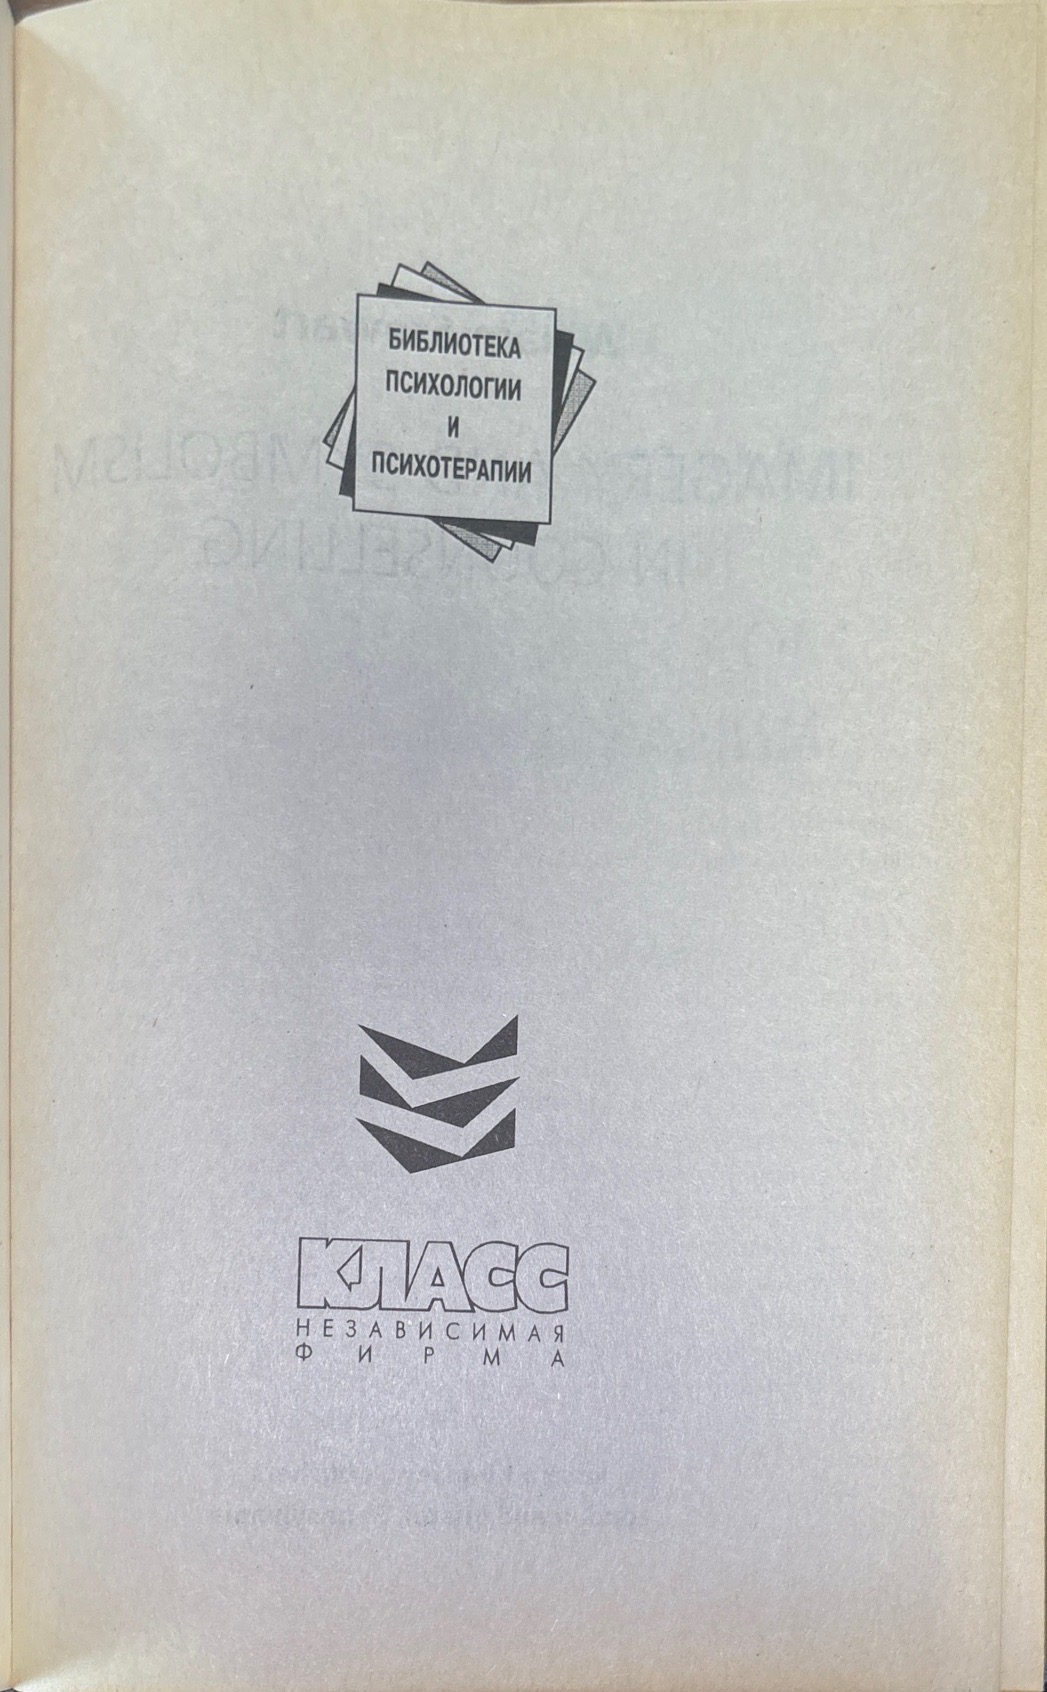 БИБЛИОТЕКА
ПСИХОЛОГИИ
И
ПСИХОТЕРАПИИ
КЛАСС
НЕЗАВИСИМАЯ
ФИРМА